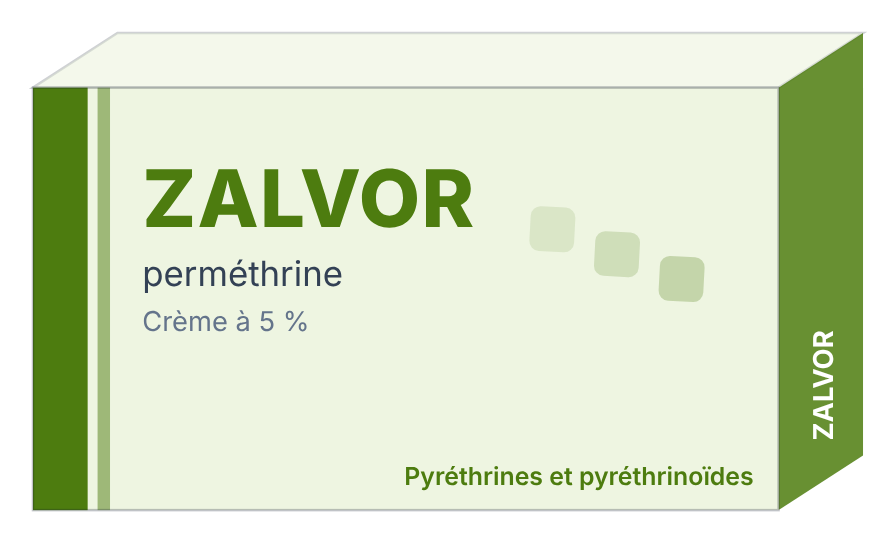 ZALVOR
perméthrine
Crème à 5 %
Pyréthrines et pyréthrinoïdes
ZALVOR